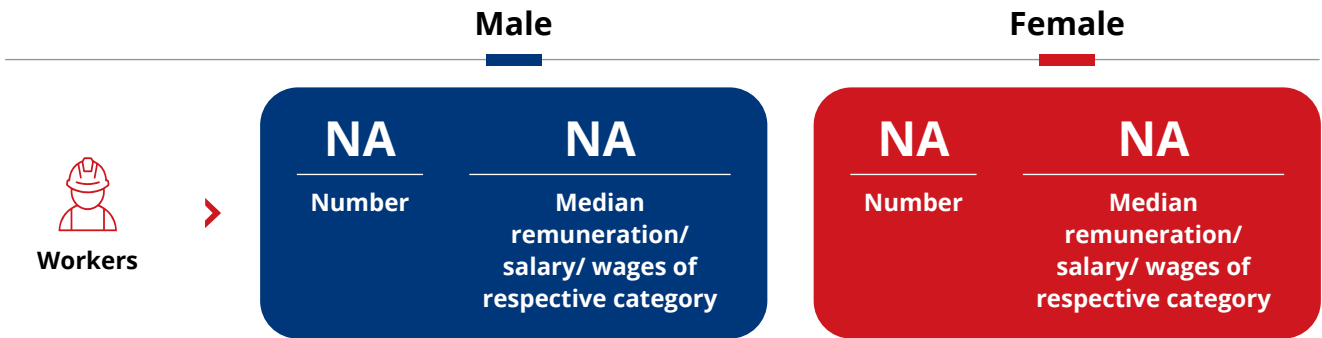 Male
Female
NA
NA
NA
NA
Number
Median
remuneration/
salary/ wages of
respective category
Number
Median
remuneration/
salary/ wages of
respective category
Workers